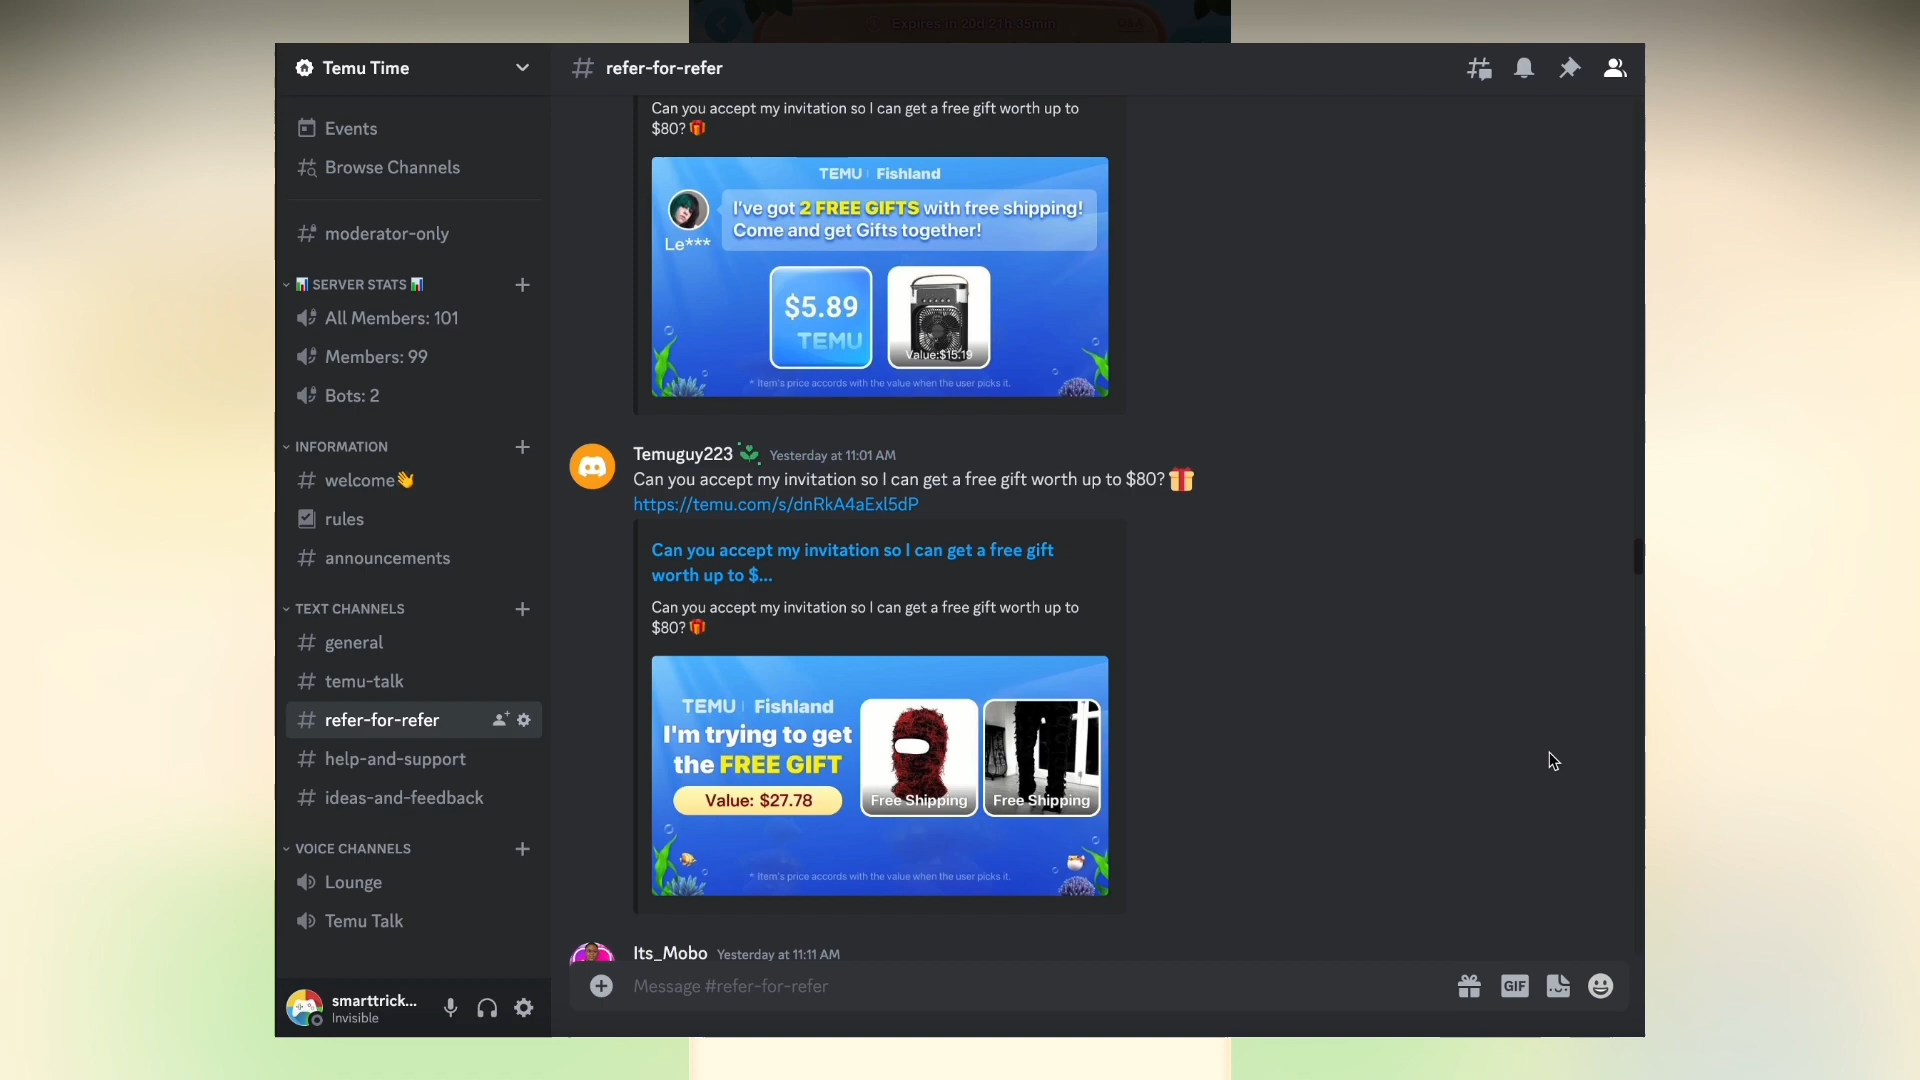 Expires in 20d 21h 35min
Temu Time
Events
Browse Channels
moderator-only
SERVER STATS
All Members: 101
Members: 99
Bots: 2
INFORMATION
welcome👋
rules
announcements
TEXT CHANNELS
general
temu-talk
refer-for-refer
help-and-support
ideas-and-feedback
VOICE CHANNELS
Lounge
Temu Talk
smarttrick...
Invisible
refer-for-refer
Can you accept my invitation so I can get a free gift worth up to
$80?🎁
TEMU | Fishland
Le***
I've got 2 FREE GIFTS with free shipping!
Come and get Gifts together!
$5.89
TEMU
Value:$15.19
* Item's price accords with the value when the user picks it.
Temuguy223 Yesterday at 11:01 AM
Can you accept my invitation so I can get a free gift worth up to $80? 🎁
https://temu.com/s/dnRkA4aExl5dP
Can you accept my invitation so I can get a free gift
worth up to $...
Can you accept my invitation so I can get a free gift worth up to
$80?🎁
TEMU | Fishland
I'm trying to get
the FREE GIFT
Value: $27.78
Free Shipping
Free Shipping
* Item's price accords with the value when the user picks it.
Its_Mobo Yesterday at 11:11 AM
Message #refer-for-refer
GIF